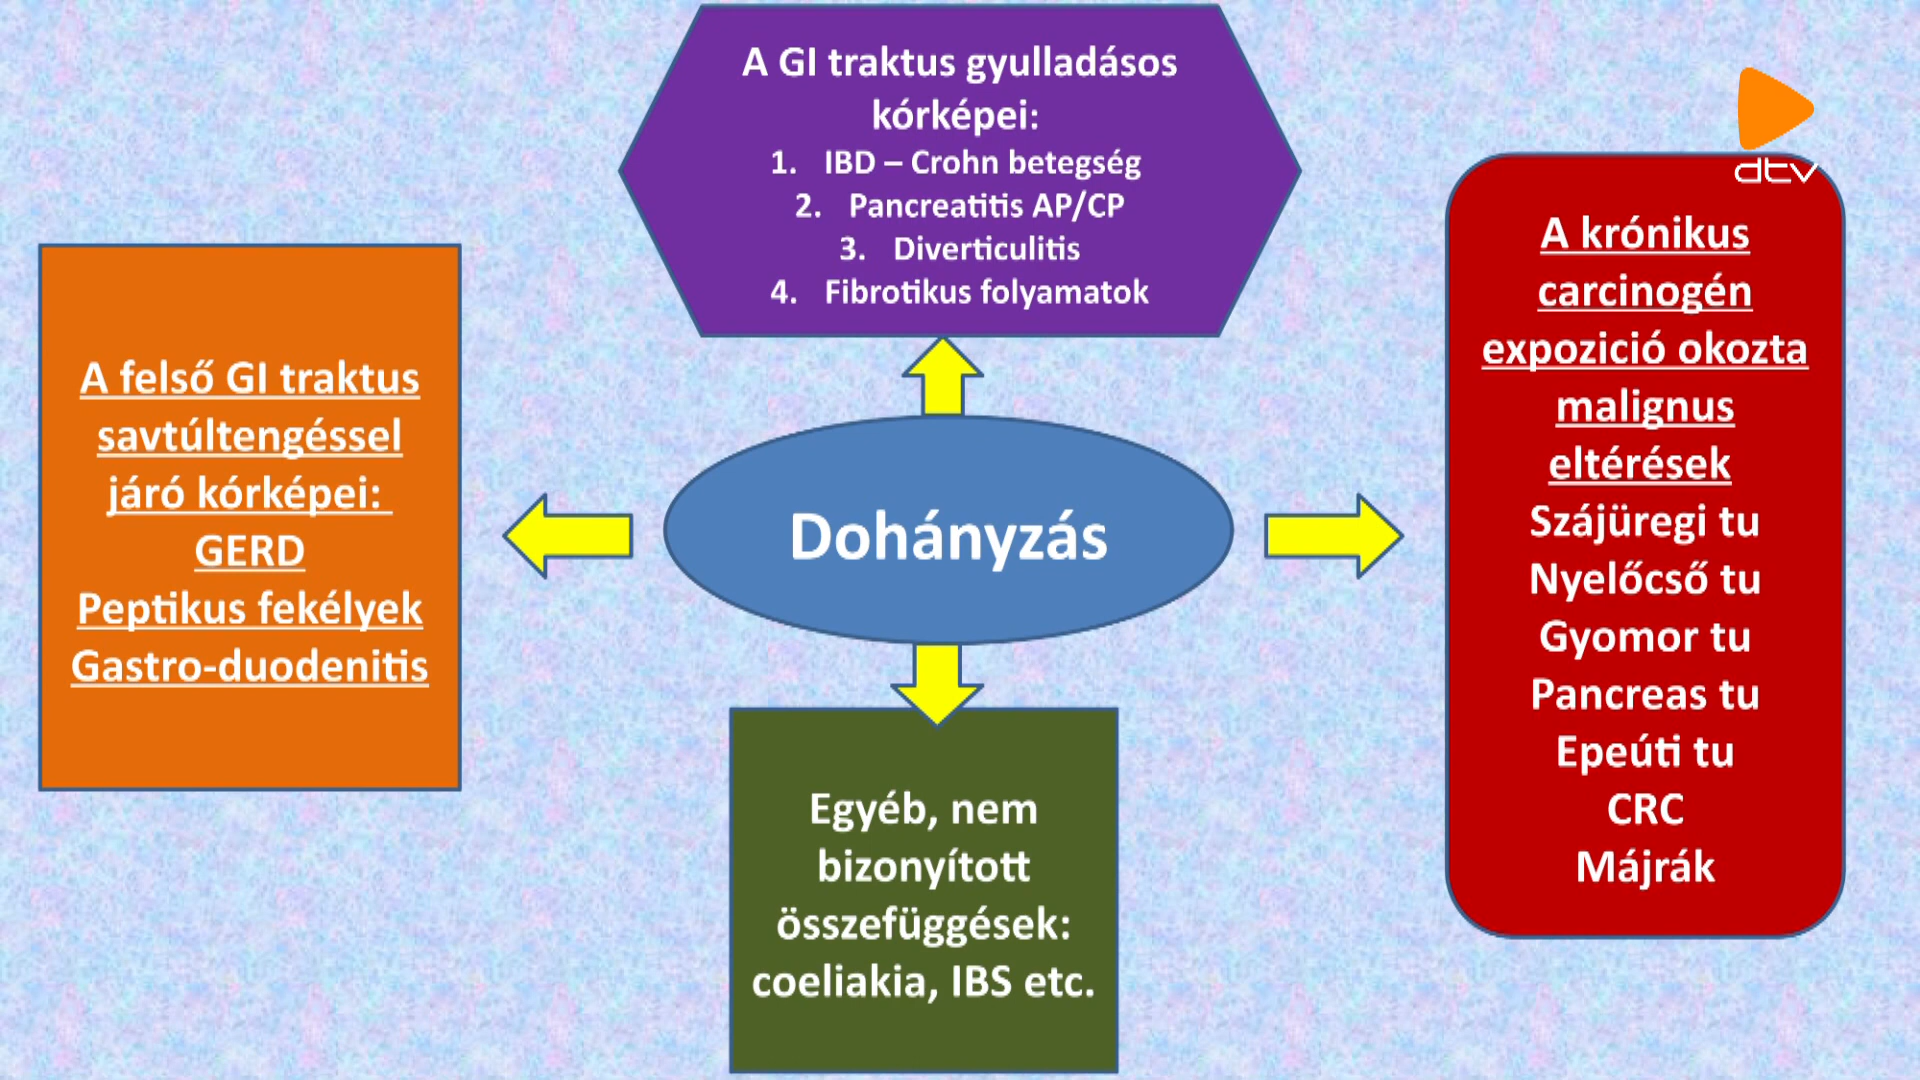 A GI traktus gyulladásos
kórképei:
1. IBD – Crohn betegség
2. Pancreatitis AP/CP
3. Diverticulitis
4. Fibrotikus folyamatok
dtv
A felső GI traktus
savtúltengéssel
járó kórképei:
GERD
Peptikus fekélyek
Gastro-duodenitis
Dohányzás
A krónikus
carcinogén
expozició okozta
malignus
eltérések
Szájüregi tu
Nyelőcső tu
Gyomor tu
Pancreas tu
Epeúti tu
CRC
Májrák
Egyéb, nem
bizonyított
összefüggések:
coeliakia, IBS etc.